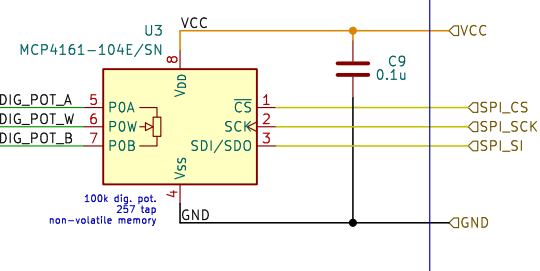 U3
VCC
MCP4161-104E/SN
VCC
8
C9
0.1u
VDD
DIG_POT_A
5
P0A
CS
1
SPI_CS
DIG_POT_W
6
P0W
SCK
2
SPI_SCK
DIG_POT_B
7
P0B
SDI/SDO
3
SPI_SI
VSS
4
100k dig. pot.
257 tap
non-volatile memory
GND
GND